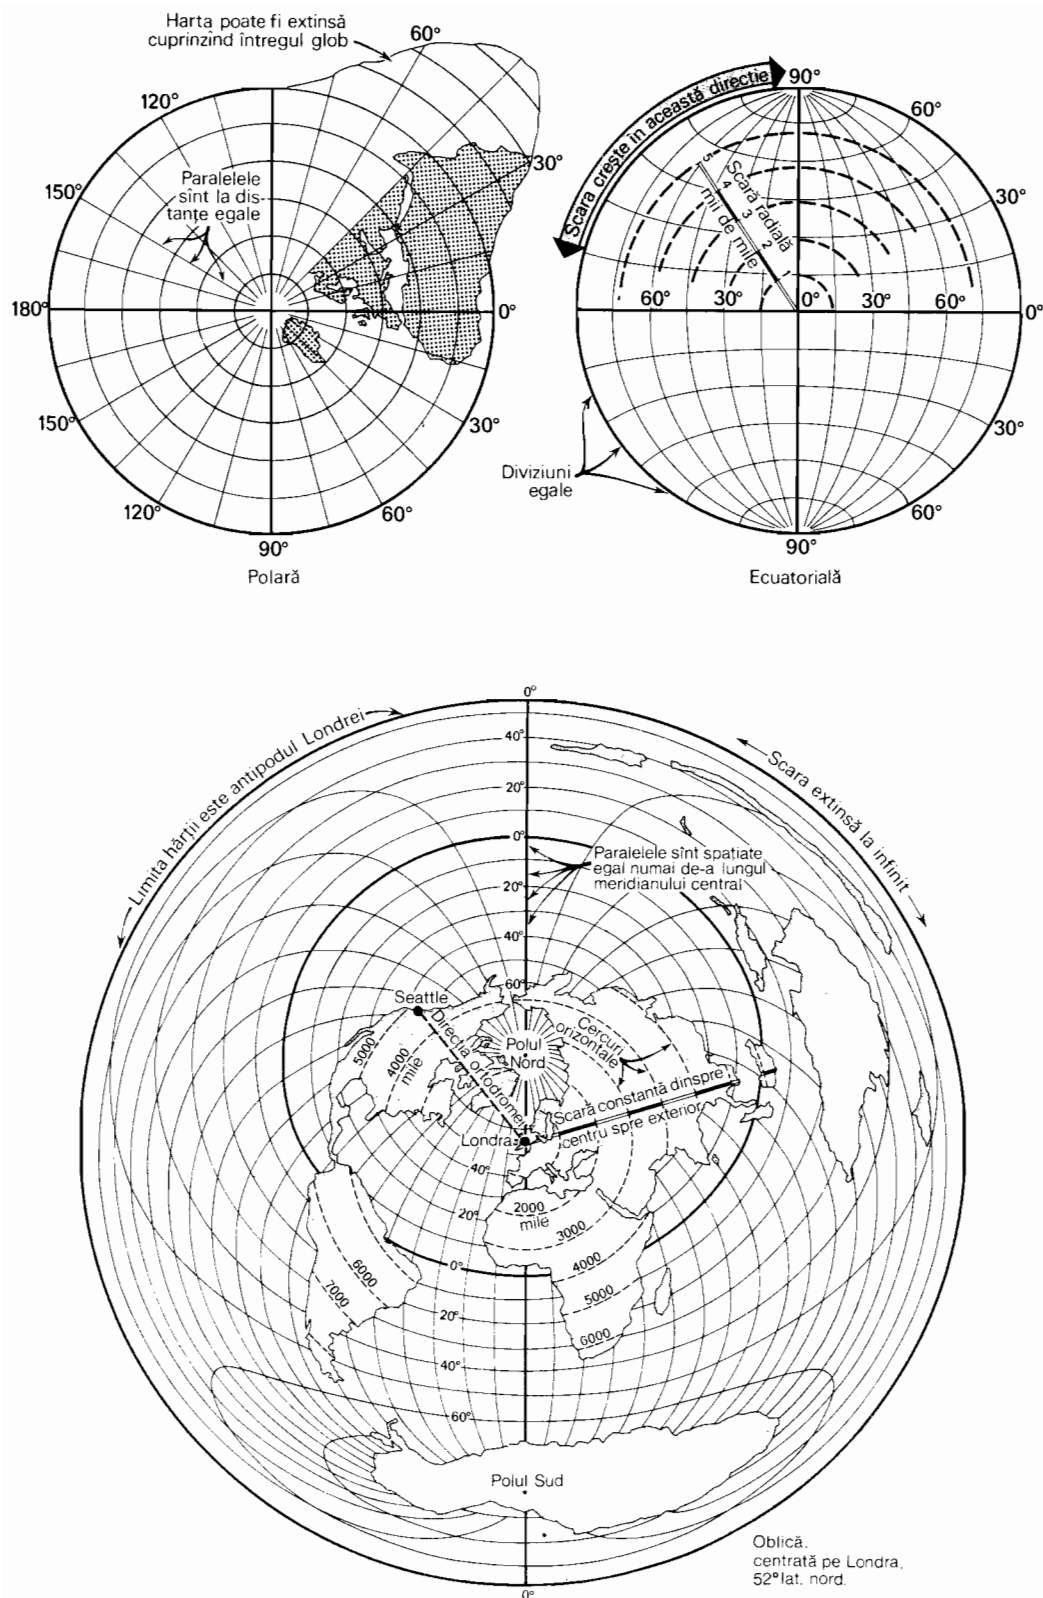 Harta poate fi extinsă
cuprinzînd întregul glob
60°
120°
30°
150°
Paralelele
sînt la dis-
tanțe egale
180°
0°
150°
30°
120°
60°
90°
Polară
Scara crește în această direcție
90°
60°
30°
5
4
3
2
1
Scară radială
mii de mile
60°
30°
0°
30°
60°
0°
30°
Diviziuni
egale
60°
90°
Ecuatorială
0°
Limita hărții este antipodul Londrei
40°
Scara extinsă la infinit
20°
0°
Paralelele sînt spațiate
egal numai de-a lungul
meridianului central
20°
40°
60°
Seattle
Direcția ortodromei
Cercuri
orizontale
Polul
Nord
5000
4000
mile
Scară constantă dinspre
centru spre exterior
Londra
40°
2000
mile
20°
3000
0°
4000
6000
7000
5000
20°
6000
40°
60°
Polul Sud
Oblică,
centrată pe Londra,
52° lat. nord.
0°